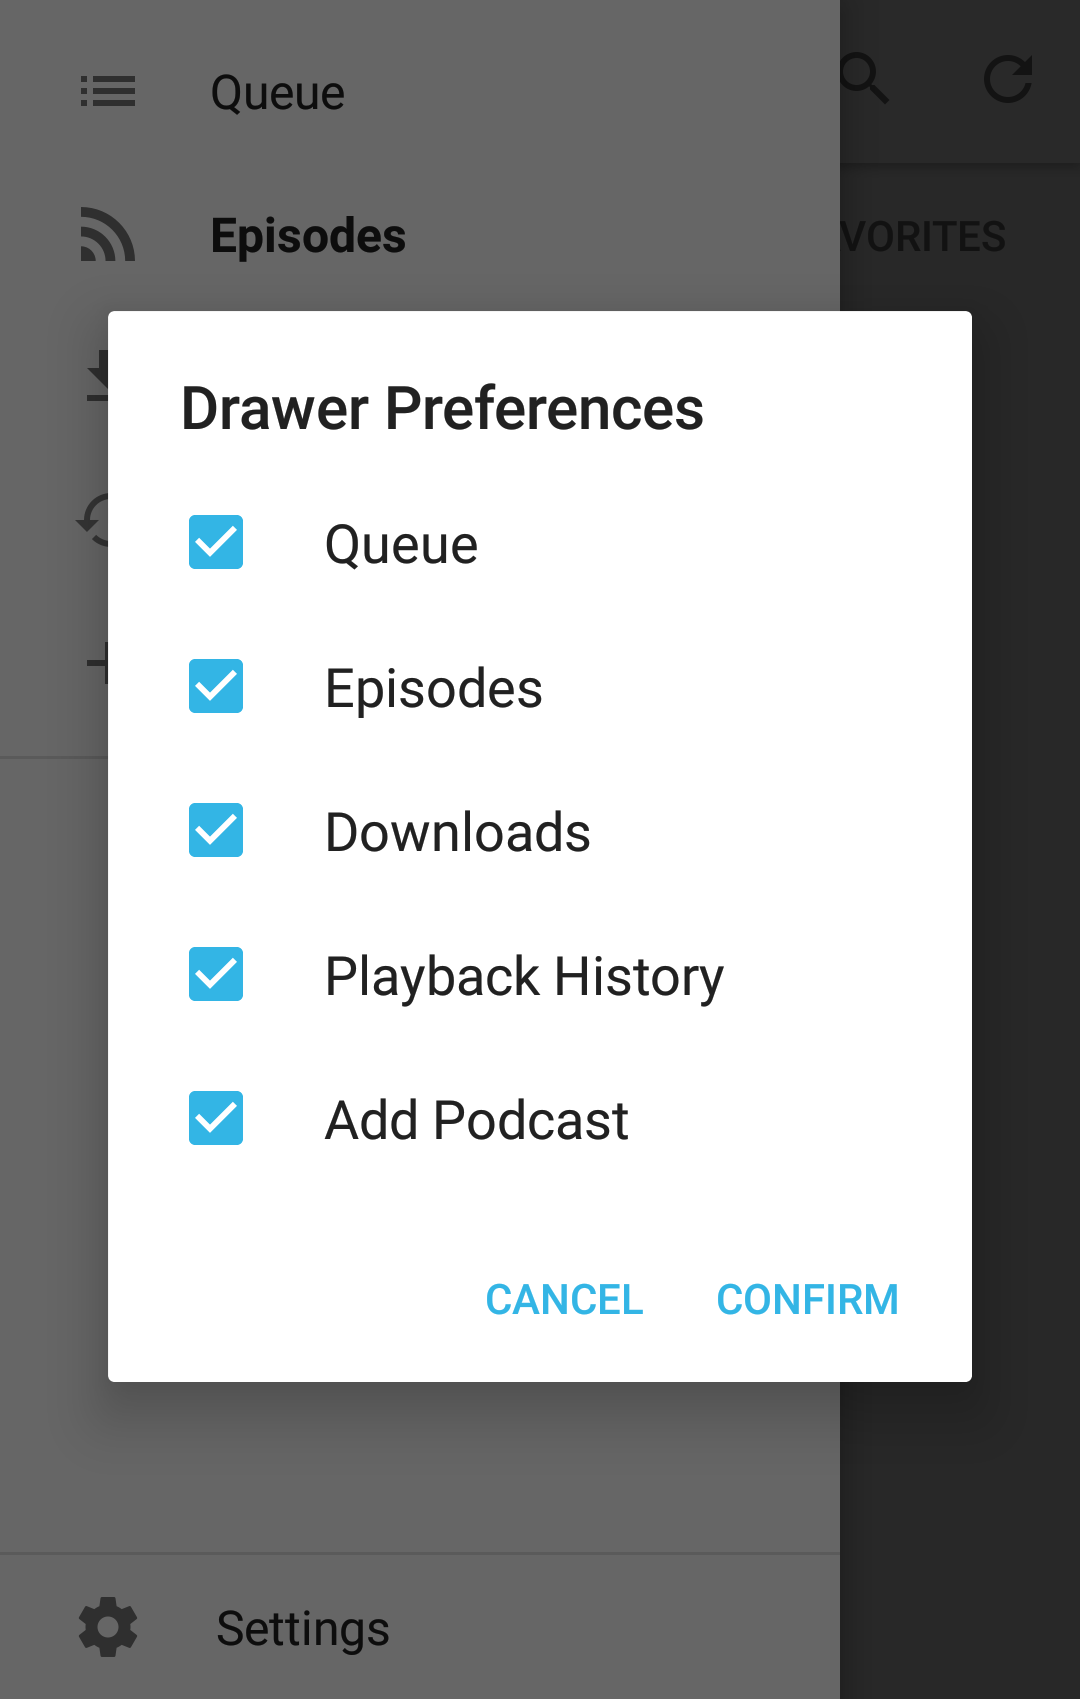 Queue
Episodes
VORITES
Drawer Preferences
Queue
Episodes
Downloads
Playback History
Add Podcast
CANCEL CONFIRM
Settings